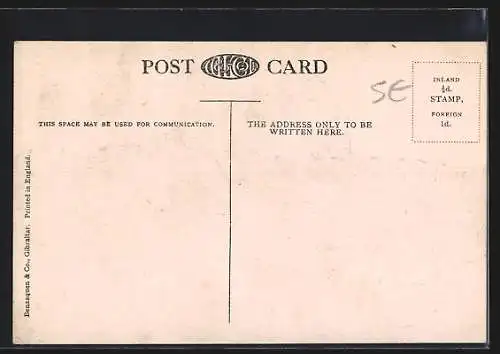 POST CARD
INLAND
½d.
STAMP,
FOREIGN
1d.
5E
THIS SPACE MAY BE USED FOR COMMUNICATION.
THE ADDRESS ONLY TO BE
WRITTEN HERE.
Benzaquen & Co., Gibraltar. Printed in England.